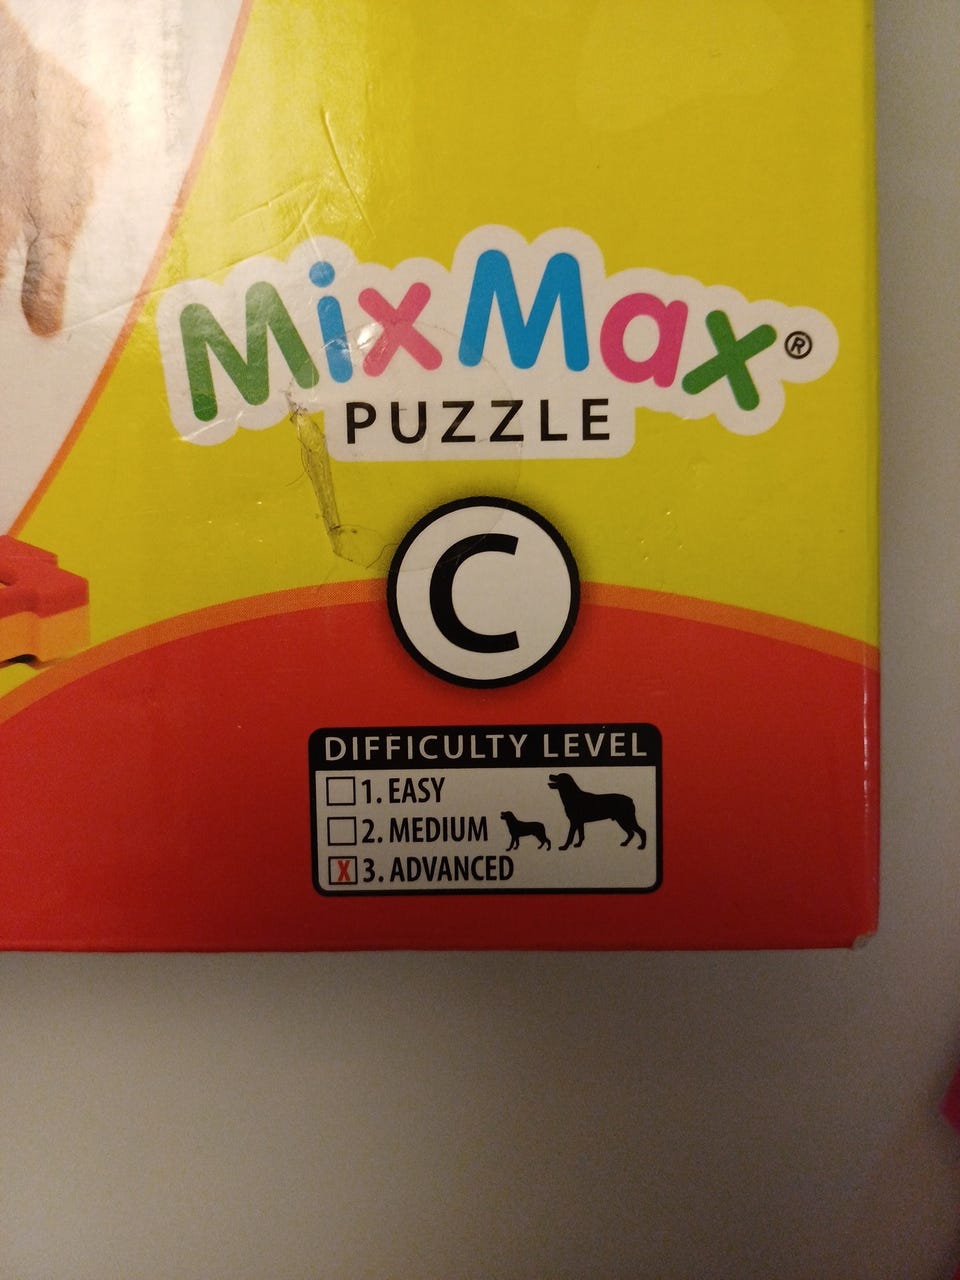 MixMax®
PUZZLE
C
DIFFICULTY LEVEL
1. EASY
2. MEDIUM
X 3. ADVANCED